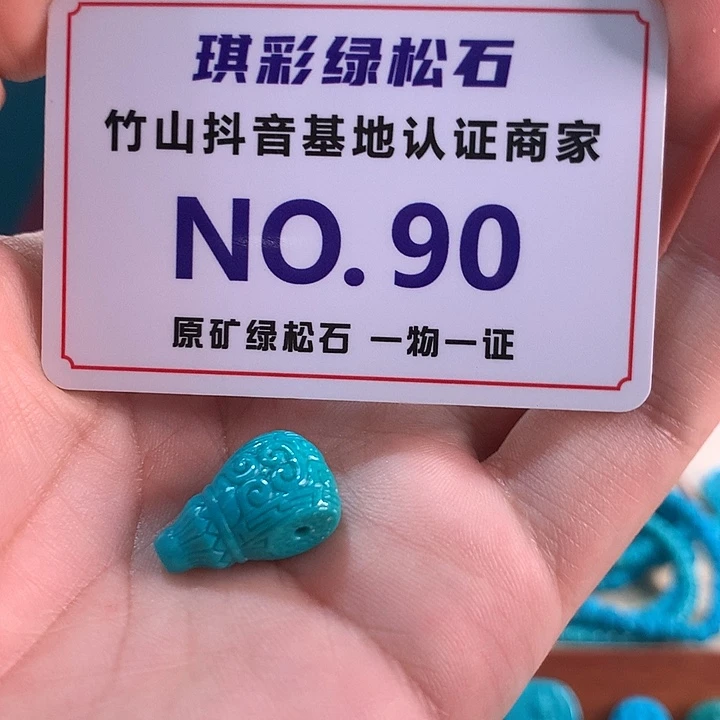 琪彩绿松石
竹山抖音基地认证商家
NO. 90
原矿绿松石 一物一证